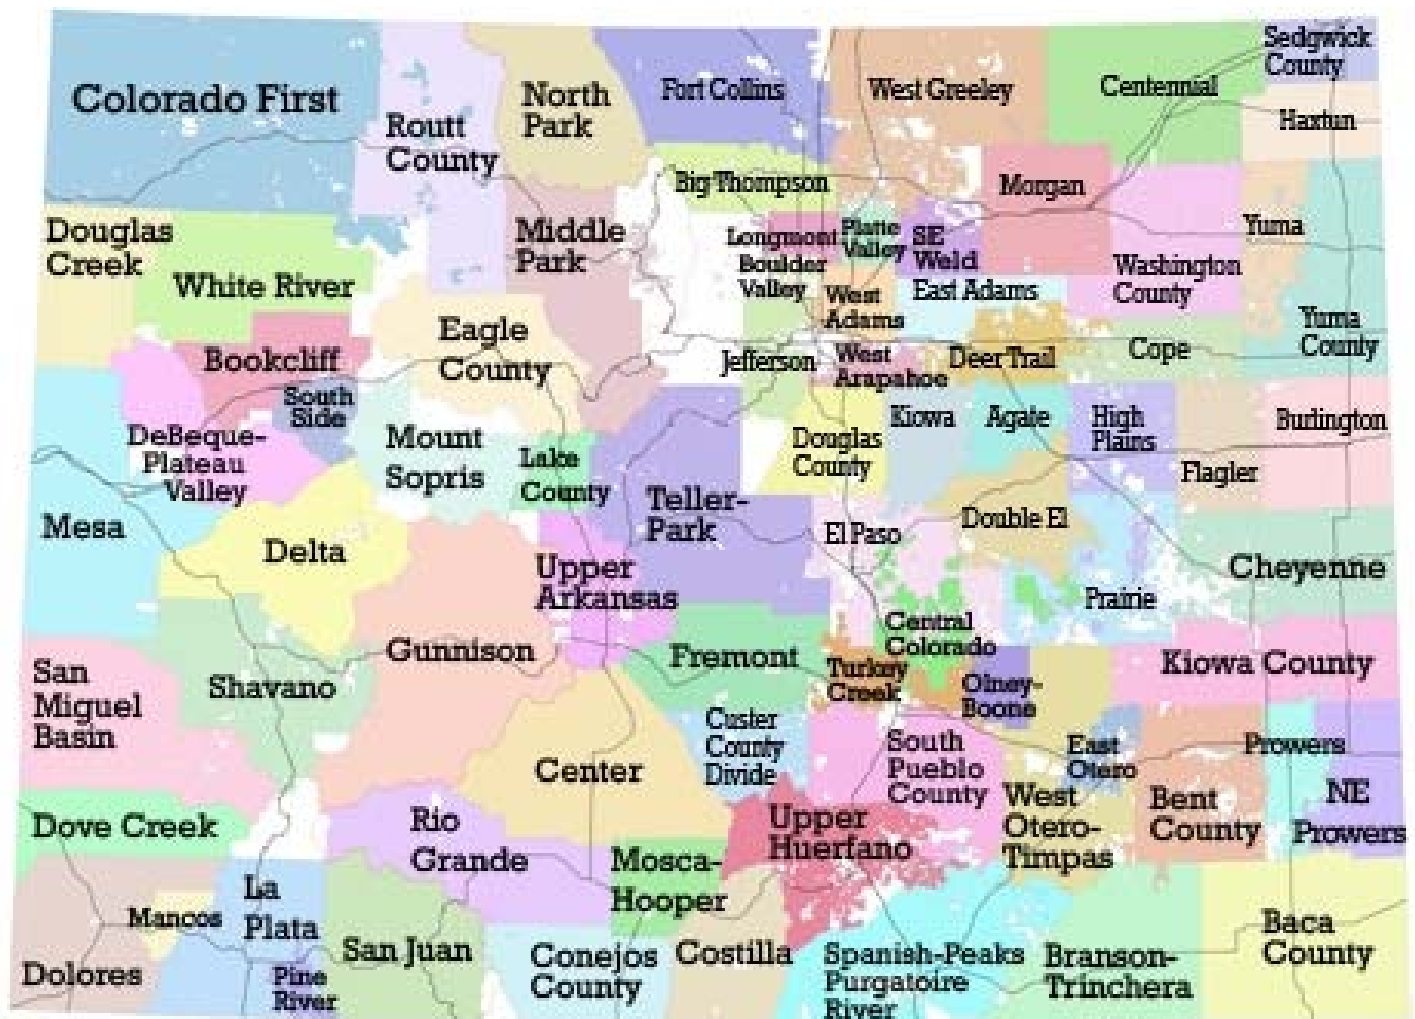 Sedgwick
County
Colorado First
North
Park
Fort Collins
West Greeley
Centennial
Haxtun
Routt
County
Big Thompson
Morgan
Douglas
Creek
White River
Middle
Park
Longmont
Platte
Valley
SE
Weld
Yuma
Boulder
Valley
Washington
County
West
Adams
East Adams
Yuma
County
Eagle
County
Bookcliff
Jefferson
West
Arapahoe
Deer Trail
Cope
South
Side
DeBeque-
Plateau
Valley
Mount
Sopris
Lake
County
Douglas
County
Kiowa
Agate
High
Plains
Burlington
Flagler
Mesa
Delta
Teller-
Park
El Paso
Double El
Upper
Arkansas
Cheyenne
Prairie
Gunnison
Fremont
Central
Colorado
Kiowa County
San
Miguel
Basin
Shavano
Turkey
Creek
Olney-
Boone
Custer
County
Divide
South
Pueblo
County
East
Otero
Prowers
Center
West
Otero-
Timpas
Bent
County
NE
Prowers
Dove Creek
Rio
Grande
Upper
Huerfano
Mosca-
Hooper
La
Plata
Mancos
San Juan
Dolores
Pine
River
Conejos
County
Costilla
Spanish-Peaks
Purgatoire
River
Branson-
Trinchera
Baca
County